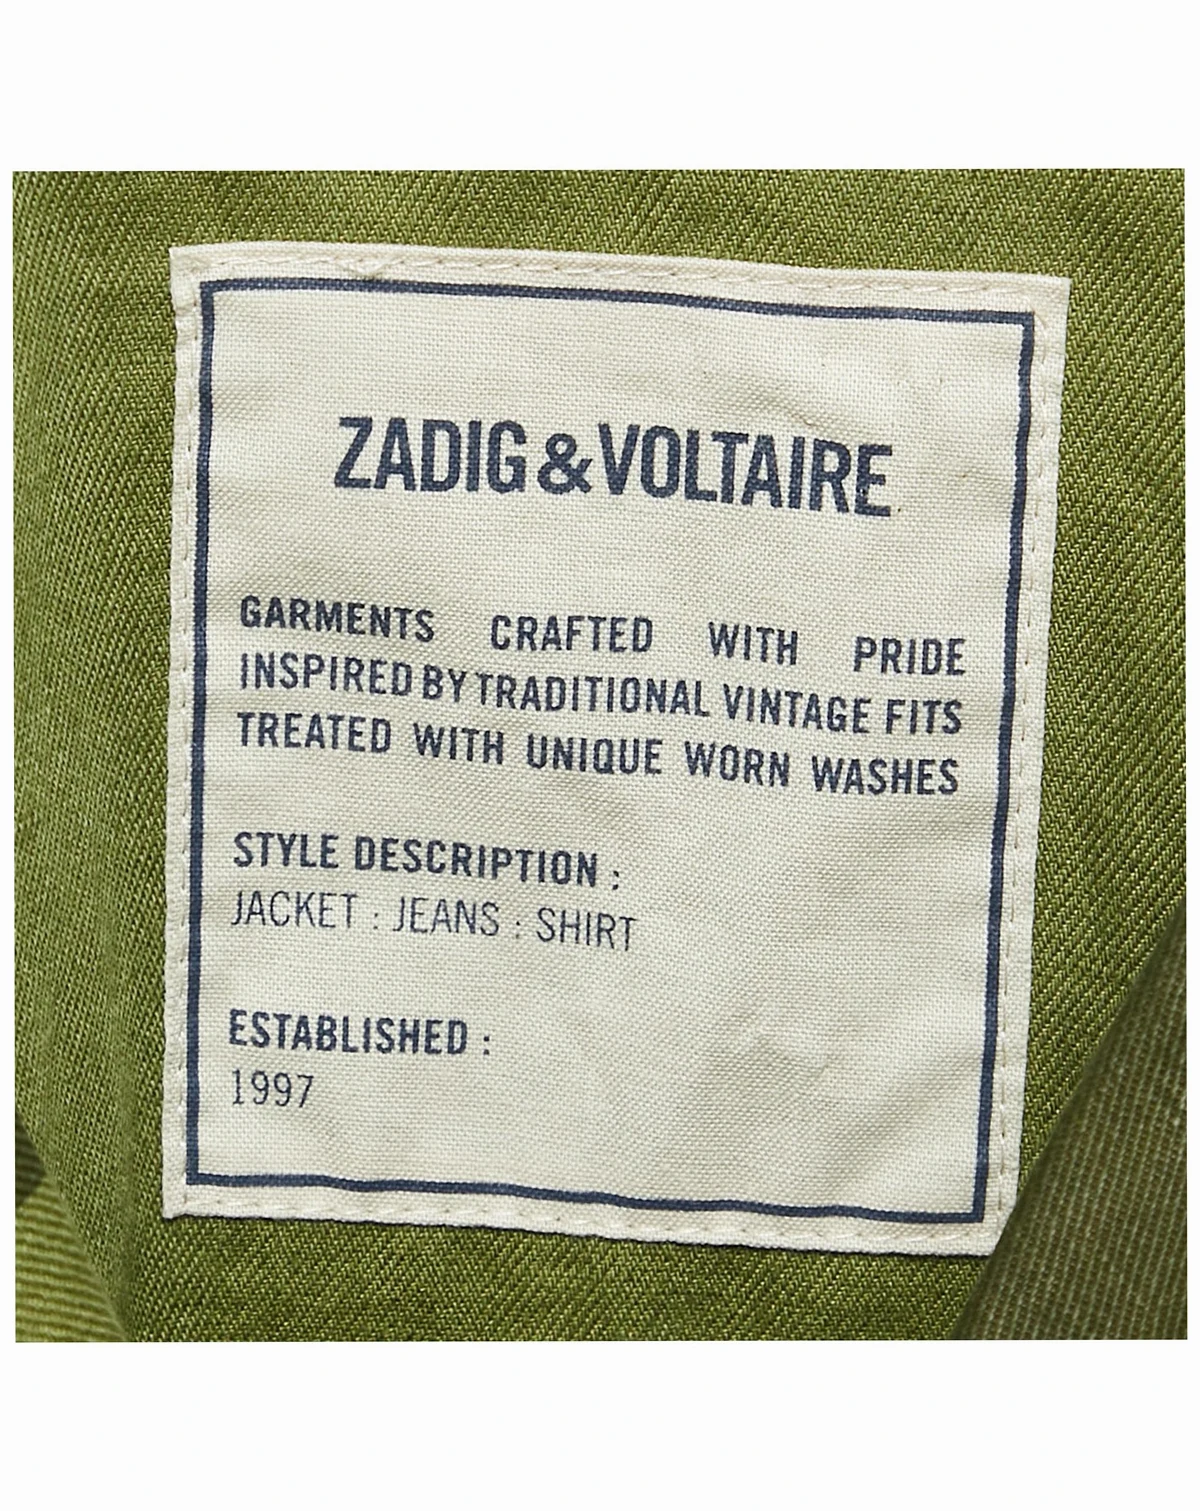 ZADIG&VOLTAIRE
GARMENTS CRAFTED WITH PRIDE
INSPIRED BY TRADITIONAL VINTAGE FITS
TREATED WITH UNIQUE WORN WASHES
STYLE DESCRIPTION :
JACKET : JEANS : SHIRT
ESTABLISHED :
1997